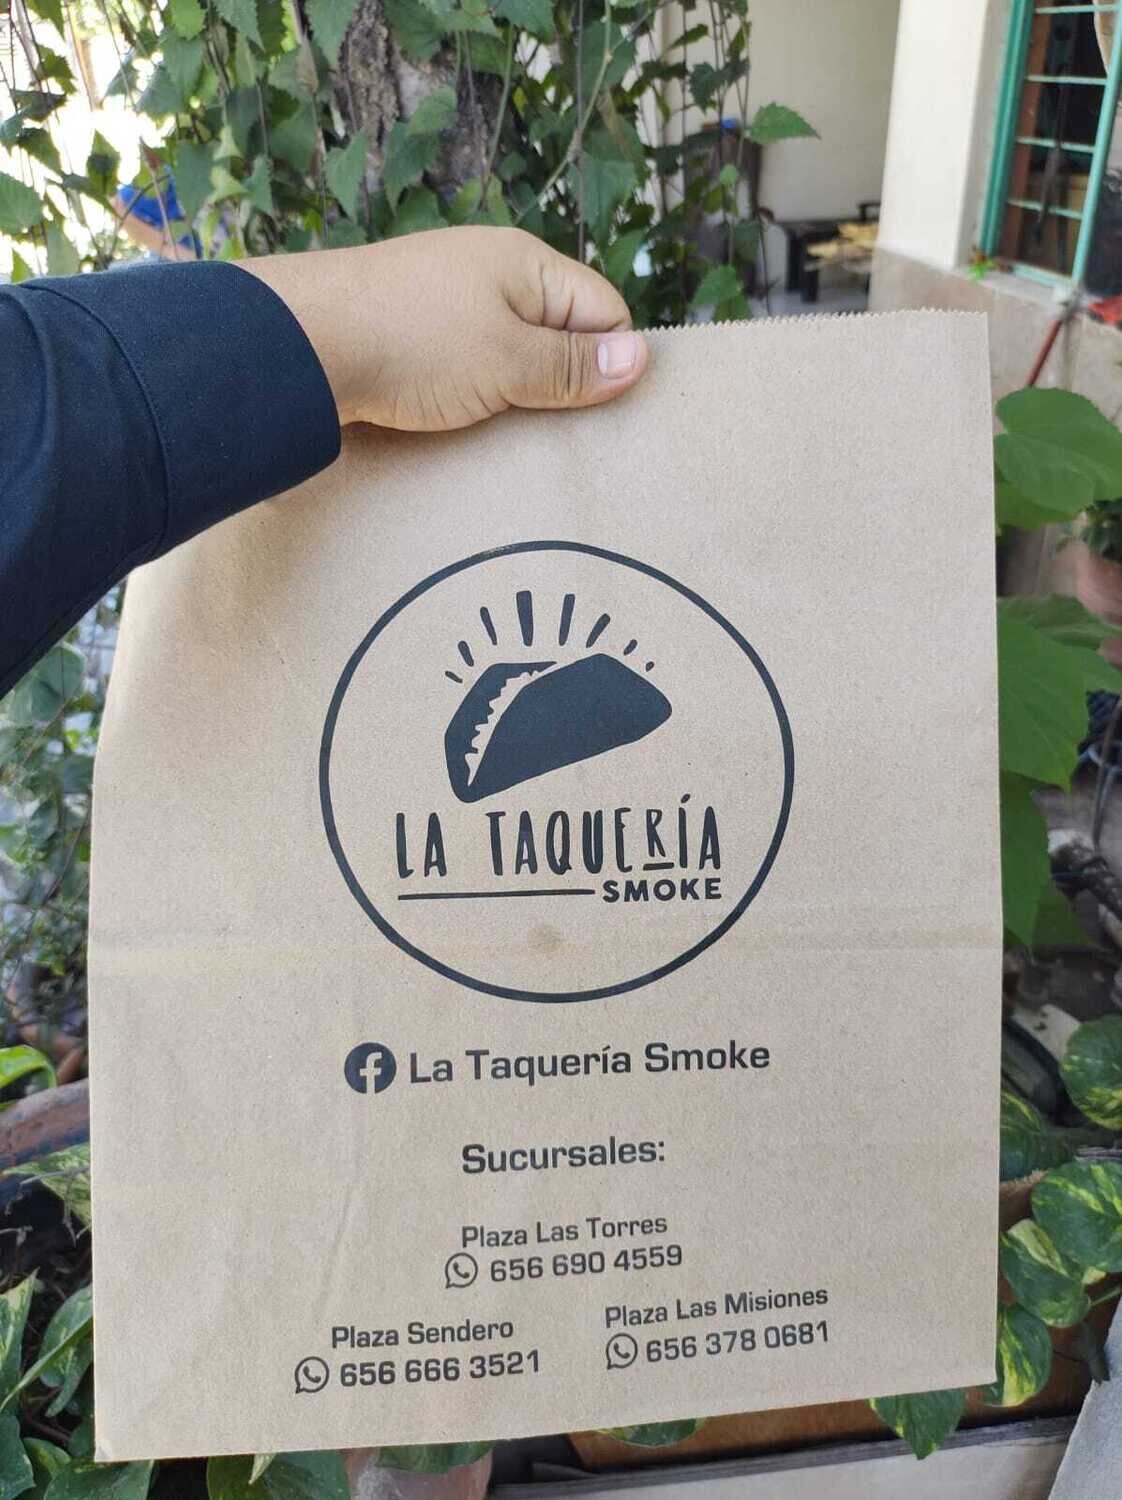 LA TAQUERÍA
SMOKE
La Taquería Smoke
Sucursales:
Plaza Las Torres
656 690 4559
Plaza Sendero
656 666 3521
Plaza Las Misiones
656 378 0681